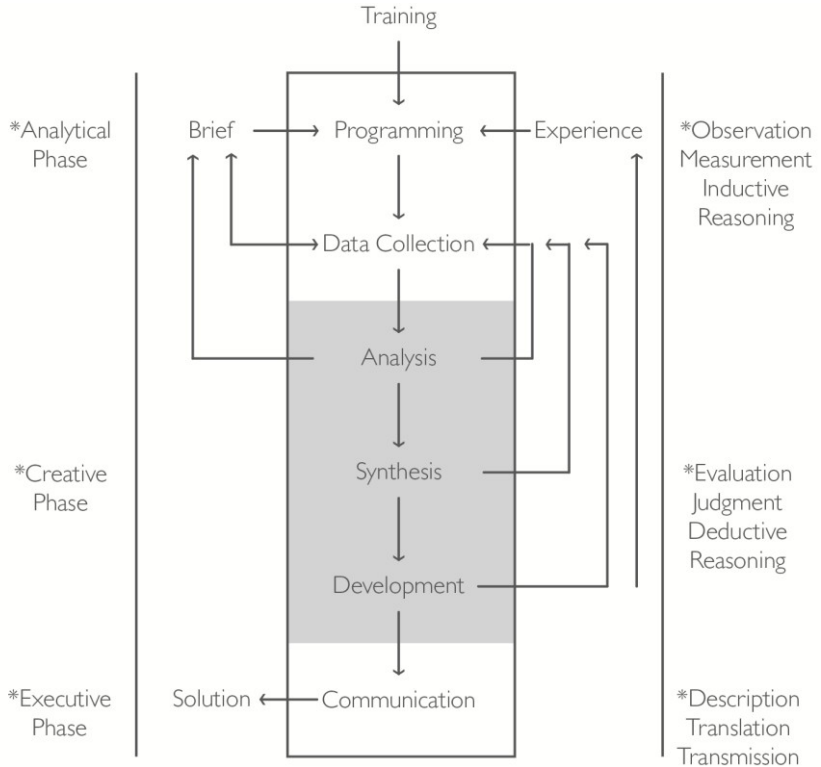 Training
*Analytical
Phase
Brief
Programming
Experience
*Observation
Measurement
Inductive
Reasoning
Data Collection
Analysis
*Creative
Phase
Synthesis
*Evaluation
Judgment
Deductive
Reasoning
Development
*Executive
Phase
Solution
Communication
*Description
Translation
Transmission